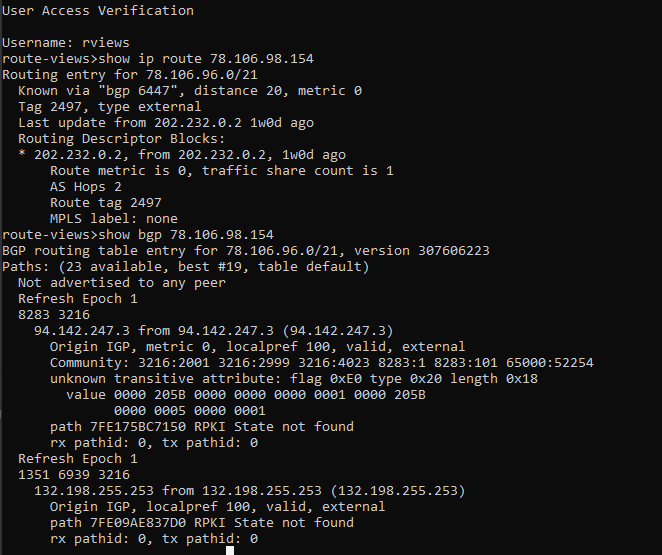 User Access Verification
Username: rviews
route-views>show ip route 78.106.98.154
Routing entry for 78.106.96.0/21
  Known via "bgp 6447", distance 20, metric 0
  Tag 2497, type external
  Last update from 202.232.0.2 1w0d ago
  Routing Descriptor Blocks:
  * 202.232.0.2, from 202.232.0.2, 1w0d ago
      Route metric is 0, traffic share count is 1
      AS Hops 2
      Route tag 2497
      MPLS label: none
route-views>show bgp 78.106.98.154
BGP routing table entry for 78.106.96.0/21, version 307606223
Paths: (23 available, best #19, table default)
  Not advertised to any peer
  Refresh Epoch 1
  8283 3216
    94.142.247.3 from 94.142.247.3 (94.142.247.3)
      Origin IGP, metric 0, localpref 100, valid, external
      Community: 3216:2001 3216:2999 3216:4023 8283:1 8283:101 65000:52254
      unknown transitive attribute: flag 0xE0 type 0x20 length 0x18
        value 0000 205B 0000 0000 0000 0001 0000 205B
              0000 0005 0000 0001
      path 7FE175BC7150 RPKI State not found
      rx pathid: 0, tx pathid: 0
  Refresh Epoch 1
  1351 6939 3216
    132.198.255.253 from 132.198.255.253 (132.198.255.253)
      Origin IGP, localpref 100, valid, external
      path 7FE09AE837D0 RPKI State not found
      rx pathid: 0, tx pathid: 0